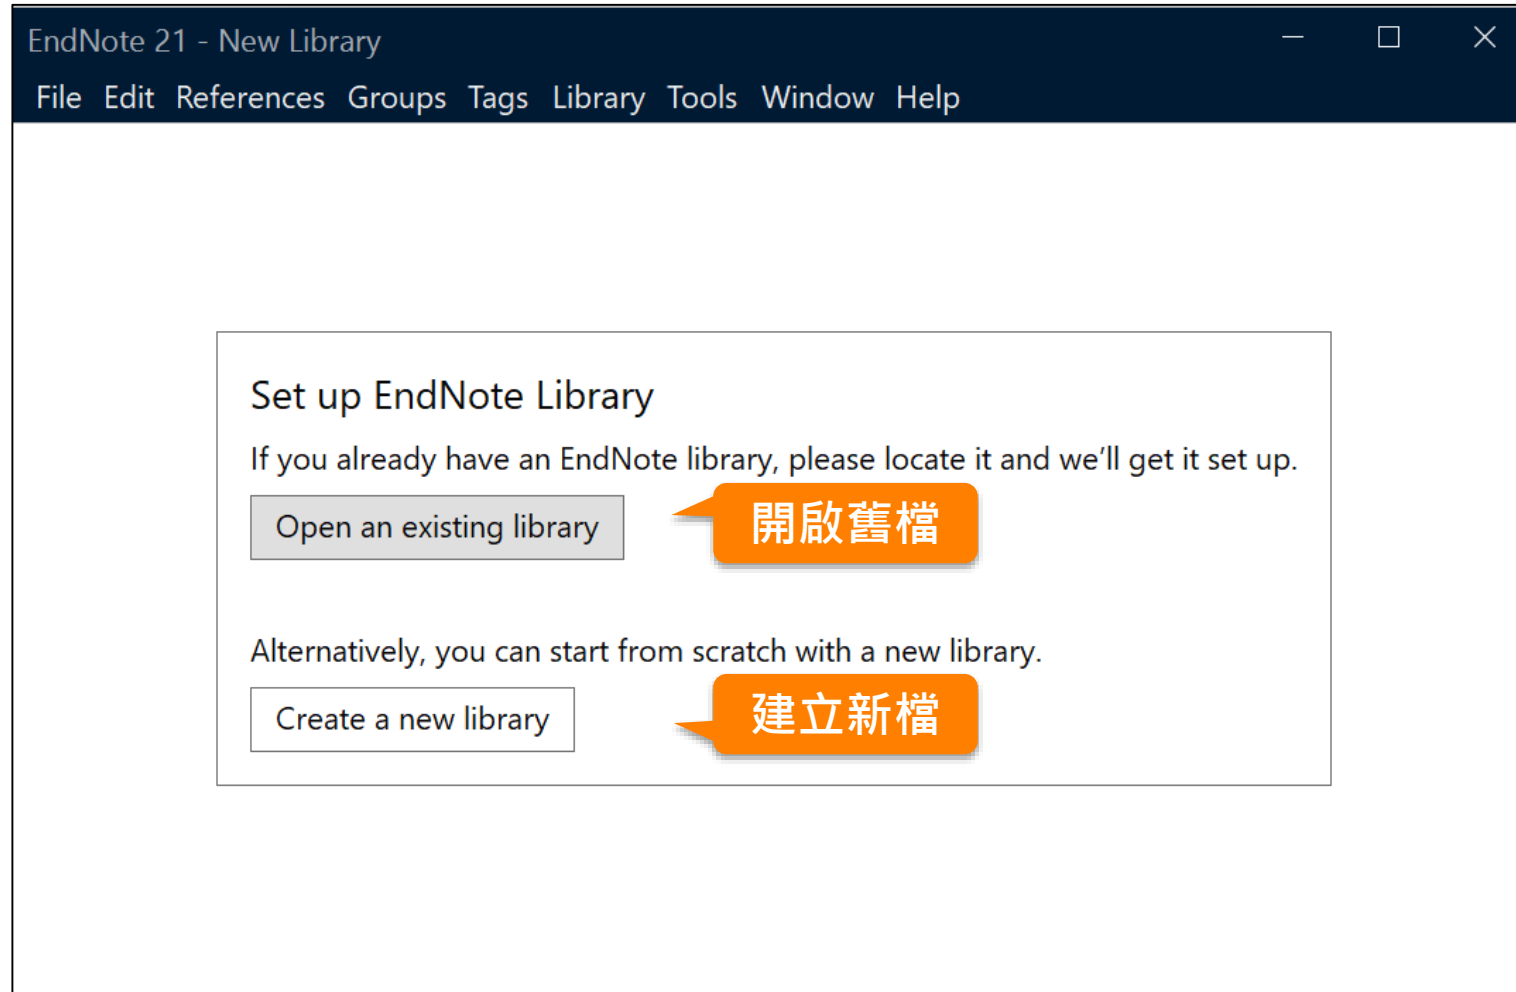 EndNote 21 - New Library
File Edit References Groups Tags Library Tools Window Help
Set up EndNote Library
If you already have an EndNote library, please locate it and we’ll get it set up.
Open an existing library
開啟舊檔
Alternatively, you can start from scratch with a new library.
Create a new library
建立新檔